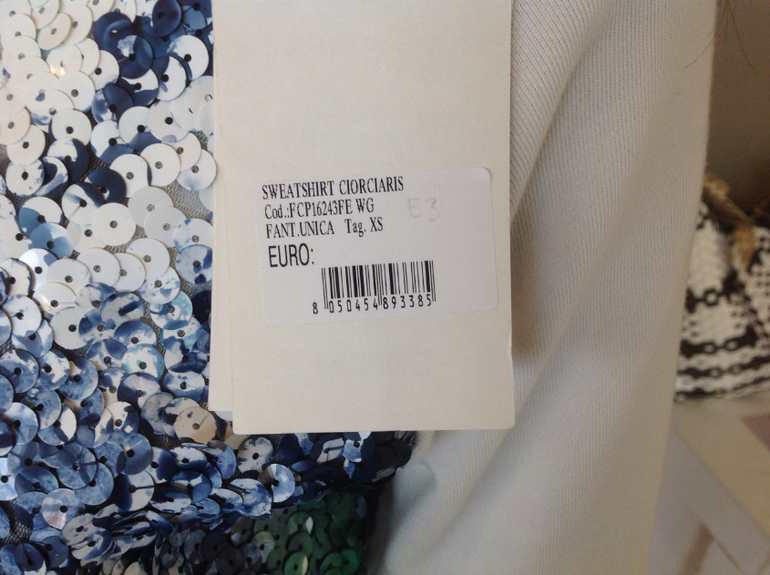 SWEATSHIRT CIORCIARIS
Cod.:FCP16243FE WG
E3
FANT.UNICA Tag. XS
EURO:
8 050454 893385